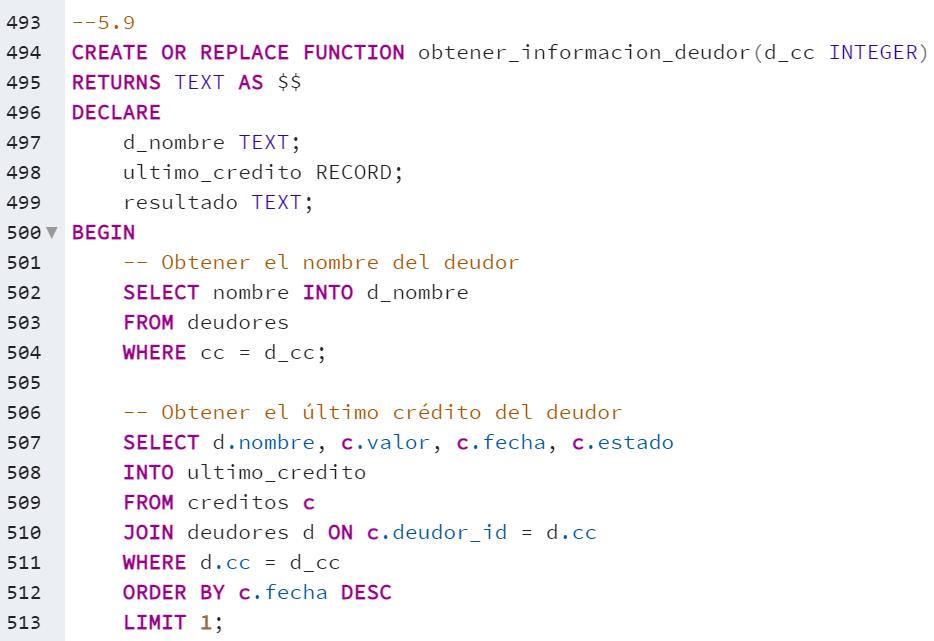 493 --5.9
494 CREATE OR REPLACE FUNCTION obtener_informacion_deudor(d_cc INTEGER)
495 RETURNS TEXT AS $$
496 DECLARE
497     d_nombre TEXT;
498     ultimo_credito RECORD;
499     resultado TEXT;
500 BEGIN
501     -- Obtener el nombre del deudor
502     SELECT nombre INTO d_nombre
503     FROM deudores
504     WHERE cc = d_cc;
505
506     -- Obtener el último crédito del deudor
507     SELECT d.nombre, c.valor, c.fecha, c.estado
508     INTO ultimo_credito
509     FROM creditos c
510     JOIN deudores d ON c.deudor_id = d.cc
511     WHERE d.cc = d_cc
512     ORDER BY c.fecha DESC
513     LIMIT 1;